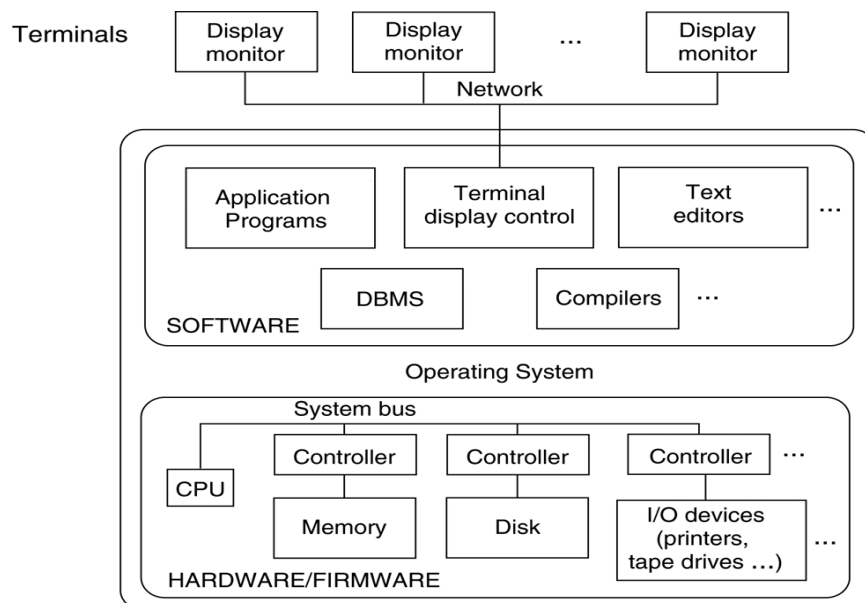 Terminals
Display
monitor
Display
monitor
...
Display
monitor
Network
Application
Programs
Terminal
display control
Text
editors
...
DBMS
Compilers
...
SOFTWARE
Operating System
System bus
Controller
Controller
Controller
...
CPU
Memory
Disk
I/O devices
(printers,
tape drives ...)
...
HARDWARE/FIRMWARE